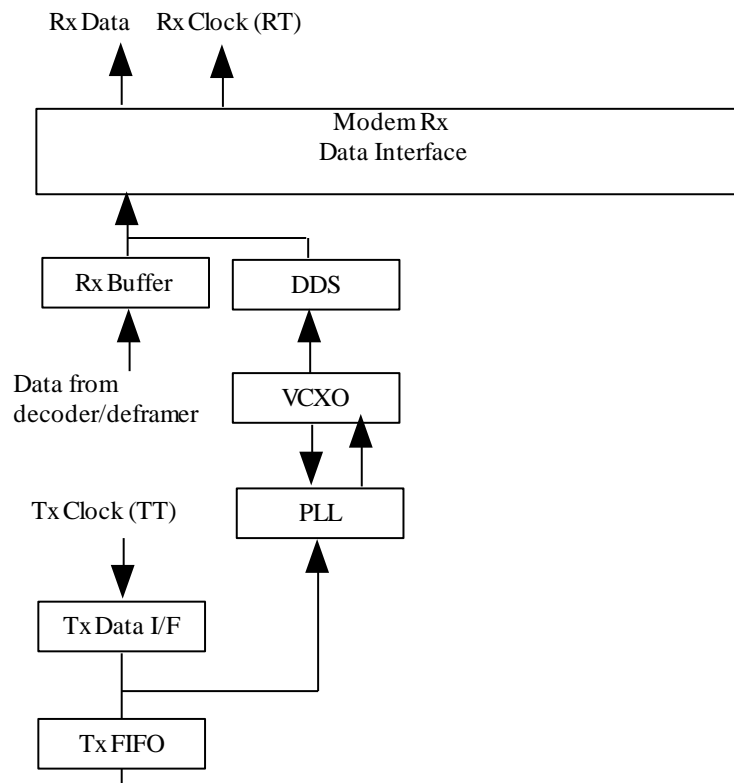 Rx Data
Rx Clock (RT)
Modem Rx
Data Interface
Rx Buffer
DDS
Data from
decoder/deframer
VCXO
Tx Clock (TT)
PLL
Tx Data I/F
Tx FIFO